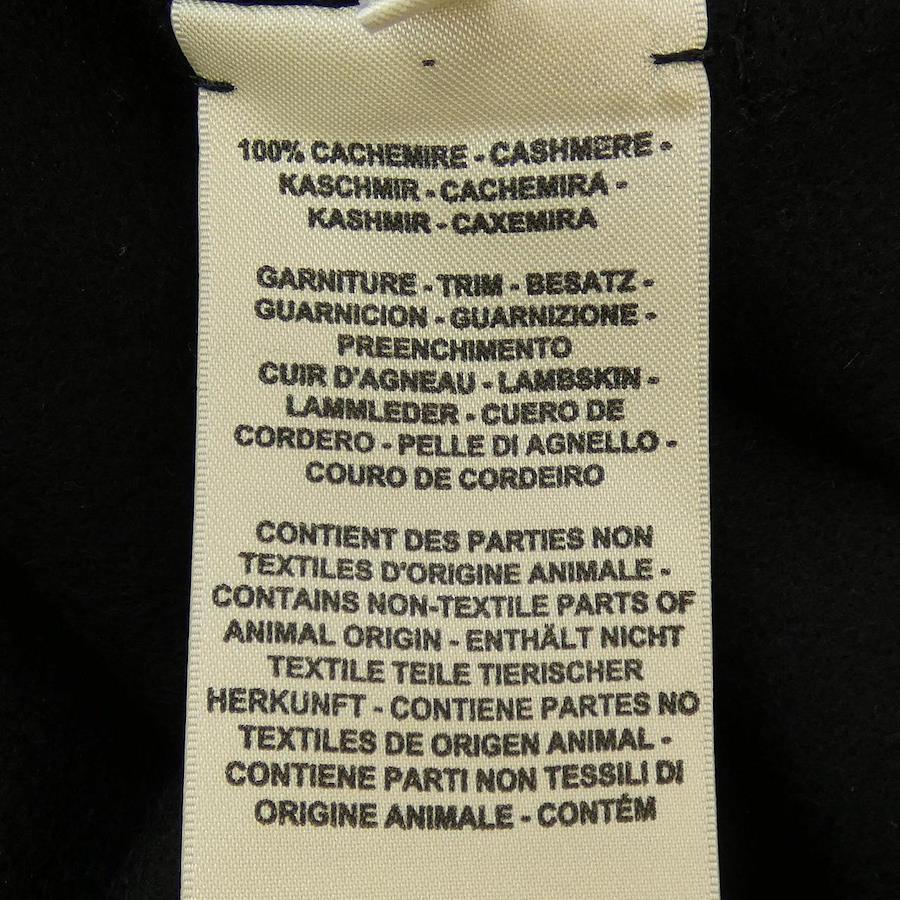 100% CACHEMIRE - CASHMERE -
KASCHMIR - CACHEMIRA -
KASHMIR - CAXEMIRA
GARNITURE - TRIM - BESATZ -
GUARNICION - GUARNIZIONE -
PREENCHIMENTO
CUIR D'AGNEAU - LAMBSKIN -
LAMMLEDER - CUERO DE
CORDERO - PELLE DI AGNELLO -
COURO DE CORDEIRO
CONTIENT DES PARTIES NON
TEXTILES D'ORIGINE ANIMALE -
CONTAINS NON-TEXTILE PARTS OF
ANIMAL ORIGIN - ENTHÄLT NICHT
TEXTILE TEILE TIERISCHER
HERKUNFT - CONTIENE PARTES NO
TEXTILES DE ORIGEN ANIMAL -
CONTIENE PARTI NON TESSILI DI
ORIGINE ANIMALE - CONTÉM